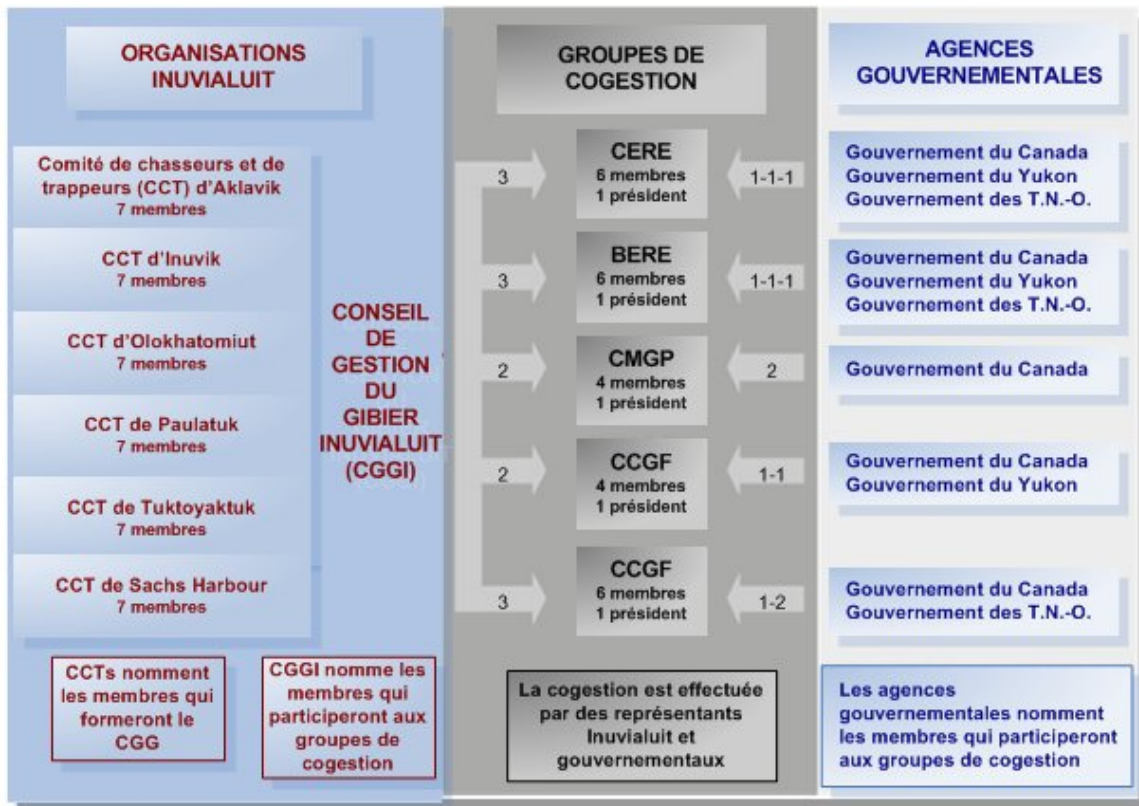 ORGANISATIONS
INUVIALUIT
Comité de chasseurs et de
trappeurs (CCT) d'Aklavik
7 membres
CCT d'Inuvik
7 membres
CCT d'Olokhatomiut
7 membres
CCT de Paulatuk
7 membres
CCT de Tuktoyaktuk
7 membres
CCT de Sachs Harbour
7 membres
CONSEIL
DE
GESTION
DU
GIBIER
INUVIALUIT
(CGGI)
CCTs nomment
les membres qui
formeront le
CGG
CGGI nomme les
membres qui
participeront aux
groupes de
cogestion
GROUPES DE
COGESTION
3
CERE
6 membres
1 président
1-1-1
3
BERE
6 membres
1 président
1-1-1
2
CMGP
4 membres
1 président
2
2
CCGF
4 membres
1 président
1-1
3
CCGF
6 membres
1 président
1-2
La cogestion est effectuée
par des représentants
Inuvialuit et
gouvernementaux
AGENCES
GOUVERNEMENTALES
Gouvernement du Canada
Gouvernement du Yukon
Gouvernement des T.N.-O.
Gouvernement du Canada
Gouvernement du Yukon
Gouvernement des T.N.-O.
Gouvernement du Canada
Gouvernement du Canada
Gouvernement du Yukon
Gouvernement du Canada
Gouvernement des T.N.-O.
Les agences
gouvernementales nomment
les membres qui participeront
aux groupes de cogestion